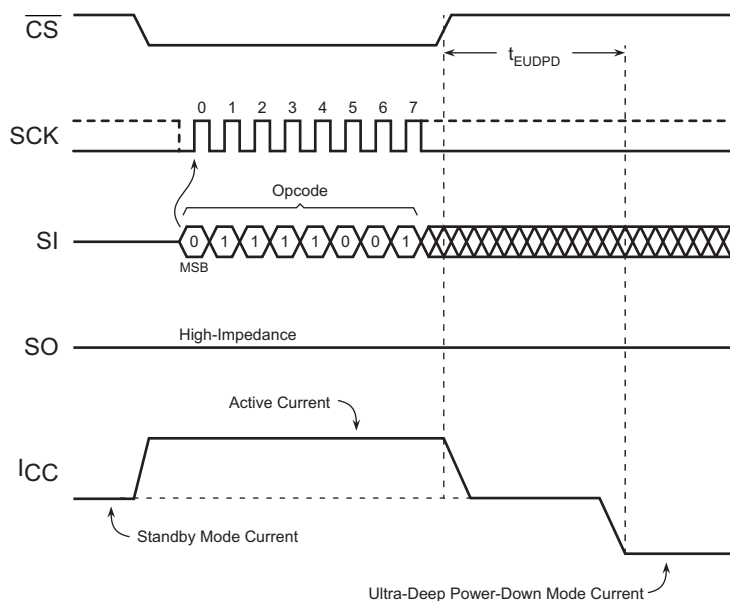 CS
tEUDPD
0 1 2 3 4 5 6 7
SCK
Opcode
SI
0 1 1 1 1 0 0 1
MSB
High-Impedance
SO
Active Current
ICC
Standby Mode Current
Ultra-Deep Power-Down Mode Current